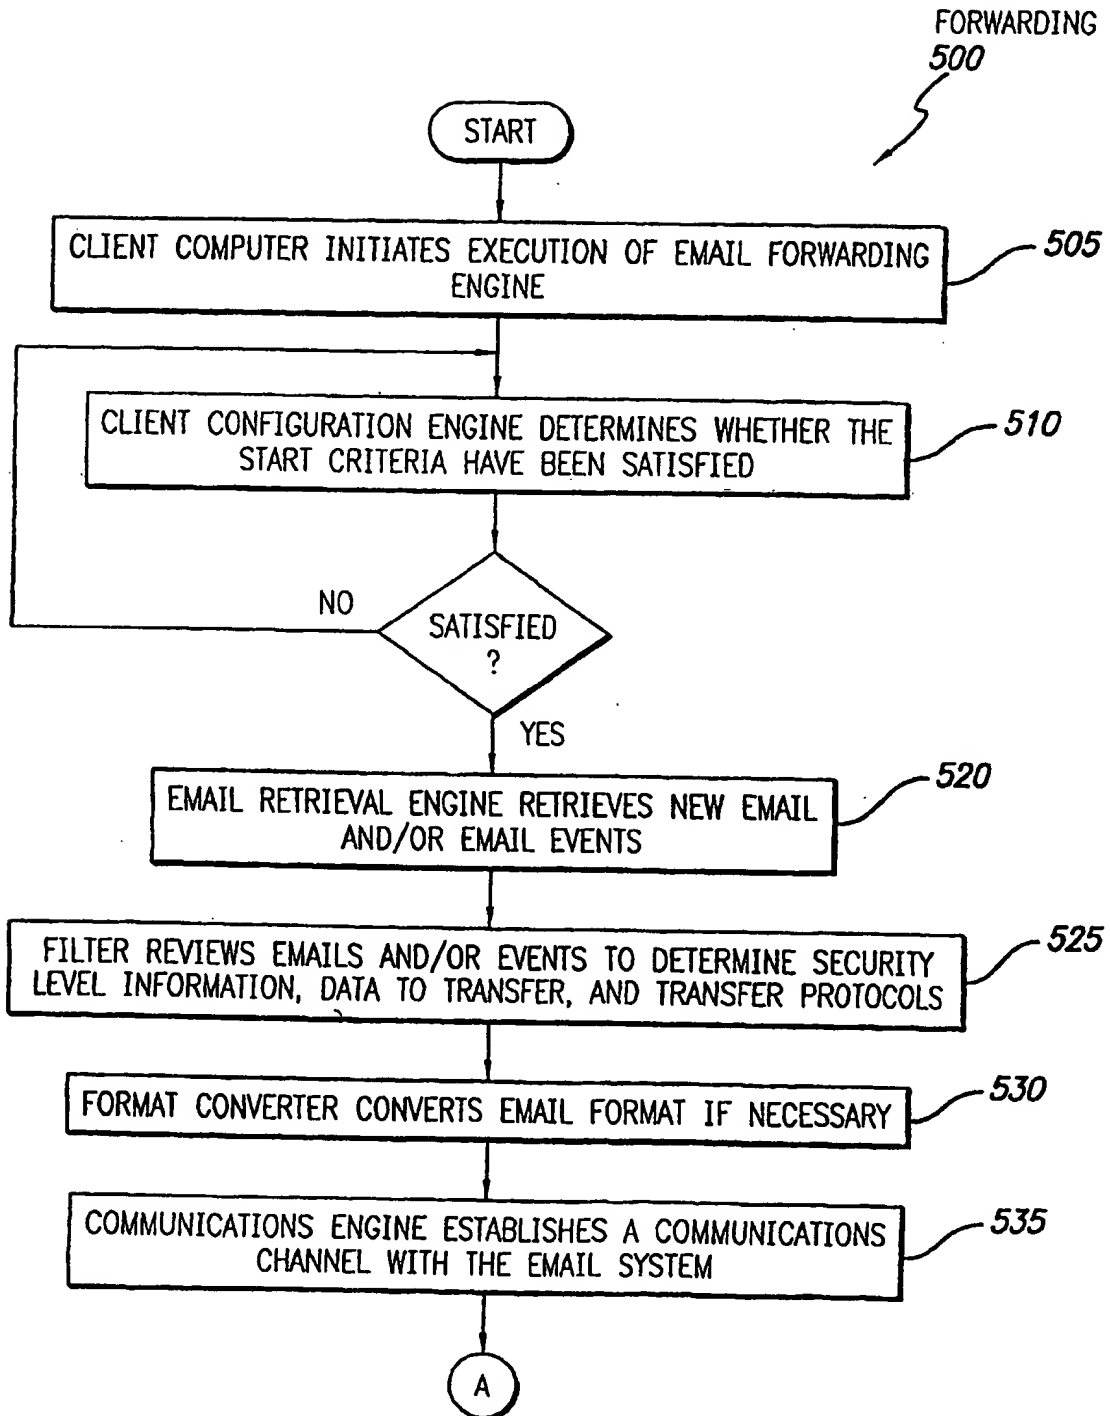 FORWARDING
500
START
CLIENT COMPUTER INITIATES EXECUTION OF EMAIL FORWARDING
ENGINE
505
CLIENT CONFIGURATION ENGINE DETERMINES WHETHER THE
START CRITERIA HAVE BEEN SATISFIED
510
NO
SATISFIED
?
YES
EMAIL RETRIEVAL ENGINE RETRIEVES NEW EMAIL
AND/OR EMAIL EVENTS
520
FILTER REVIEWS EMAILS AND/OR EVENTS TO DETERMINE SECURITY
LEVEL INFORMATION, DATA TO TRANSFER, AND TRANSFER PROTOCOLS
525
FORMAT CONVERTER CONVERTS EMAIL FORMAT IF NECESSARY
530
COMMUNICATIONS ENGINE ESTABLISHES A COMMUNICATIONS
CHANNEL WITH THE EMAIL SYSTEM
535
A